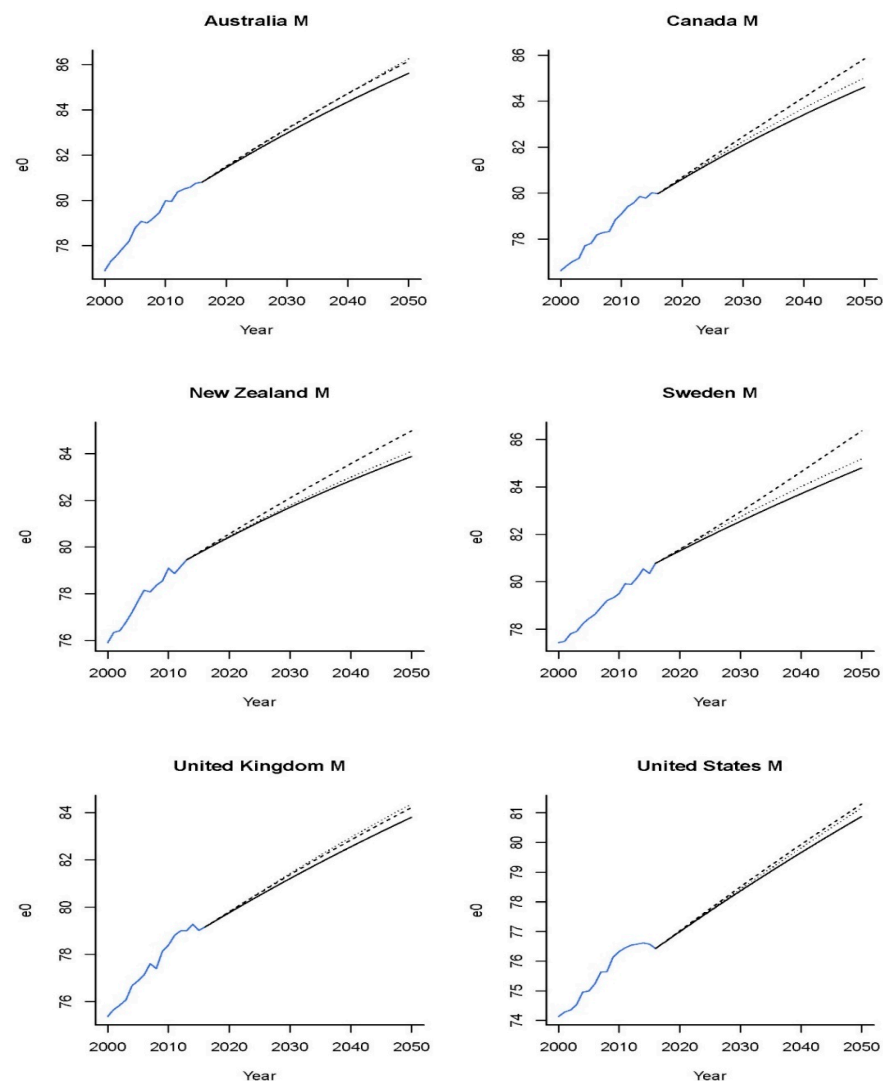 Australia M
e0
86
84
82
80
78
2000 2010 2020 2030 2040 2050
Year
Canada M
e0
86
84
82
80
78
2000 2010 2020 2030 2040 2050
Year
New Zealand M
e0
84
82
80
78
76
2000 2010 2020 2030 2040 2050
Year
Sweden M
e0
86
84
82
80
78
2000 2010 2020 2030 2040 2050
Year
United Kingdom M
e0
84
82
80
78
76
2000 2010 2020 2030 2040 2050
Year
United States M
e0
81
80
79
78
77
76
75
74
2000 2010 2020 2030 2040 2050
Year